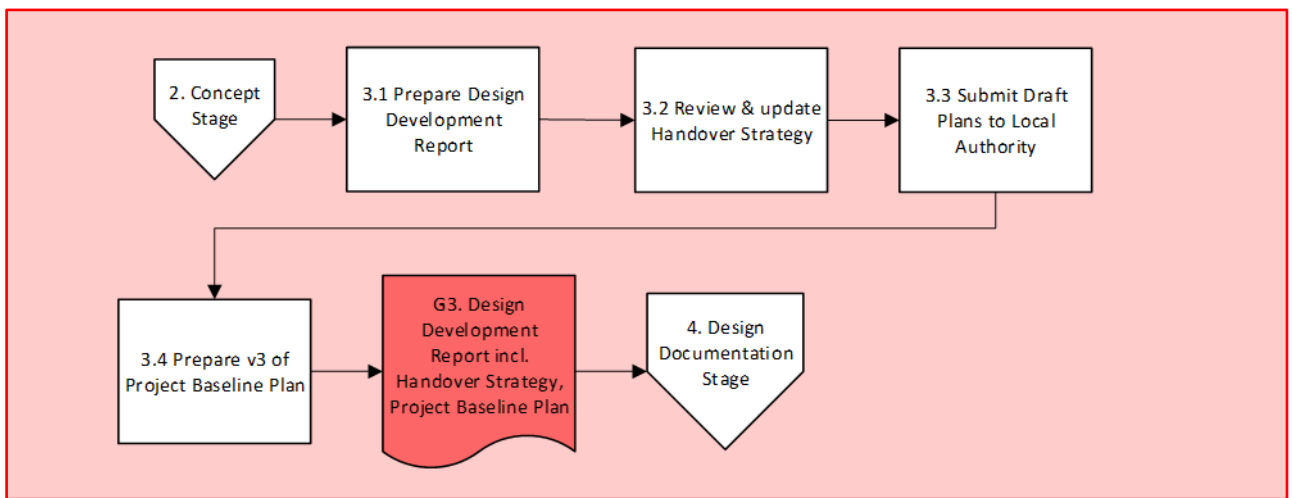 2. Concept
Stage
3.1 Prepare Design
Development
Report
3.2 Review & update
Handover Strategy
3.3 Submit Draft
Plans to Local
Authority
3.4 Prepare v3 of
Project Baseline Plan
G3. Design
Development
Report incl.
Handover Strategy,
Project Baseline Plan
4. Design
Documentation
Stage